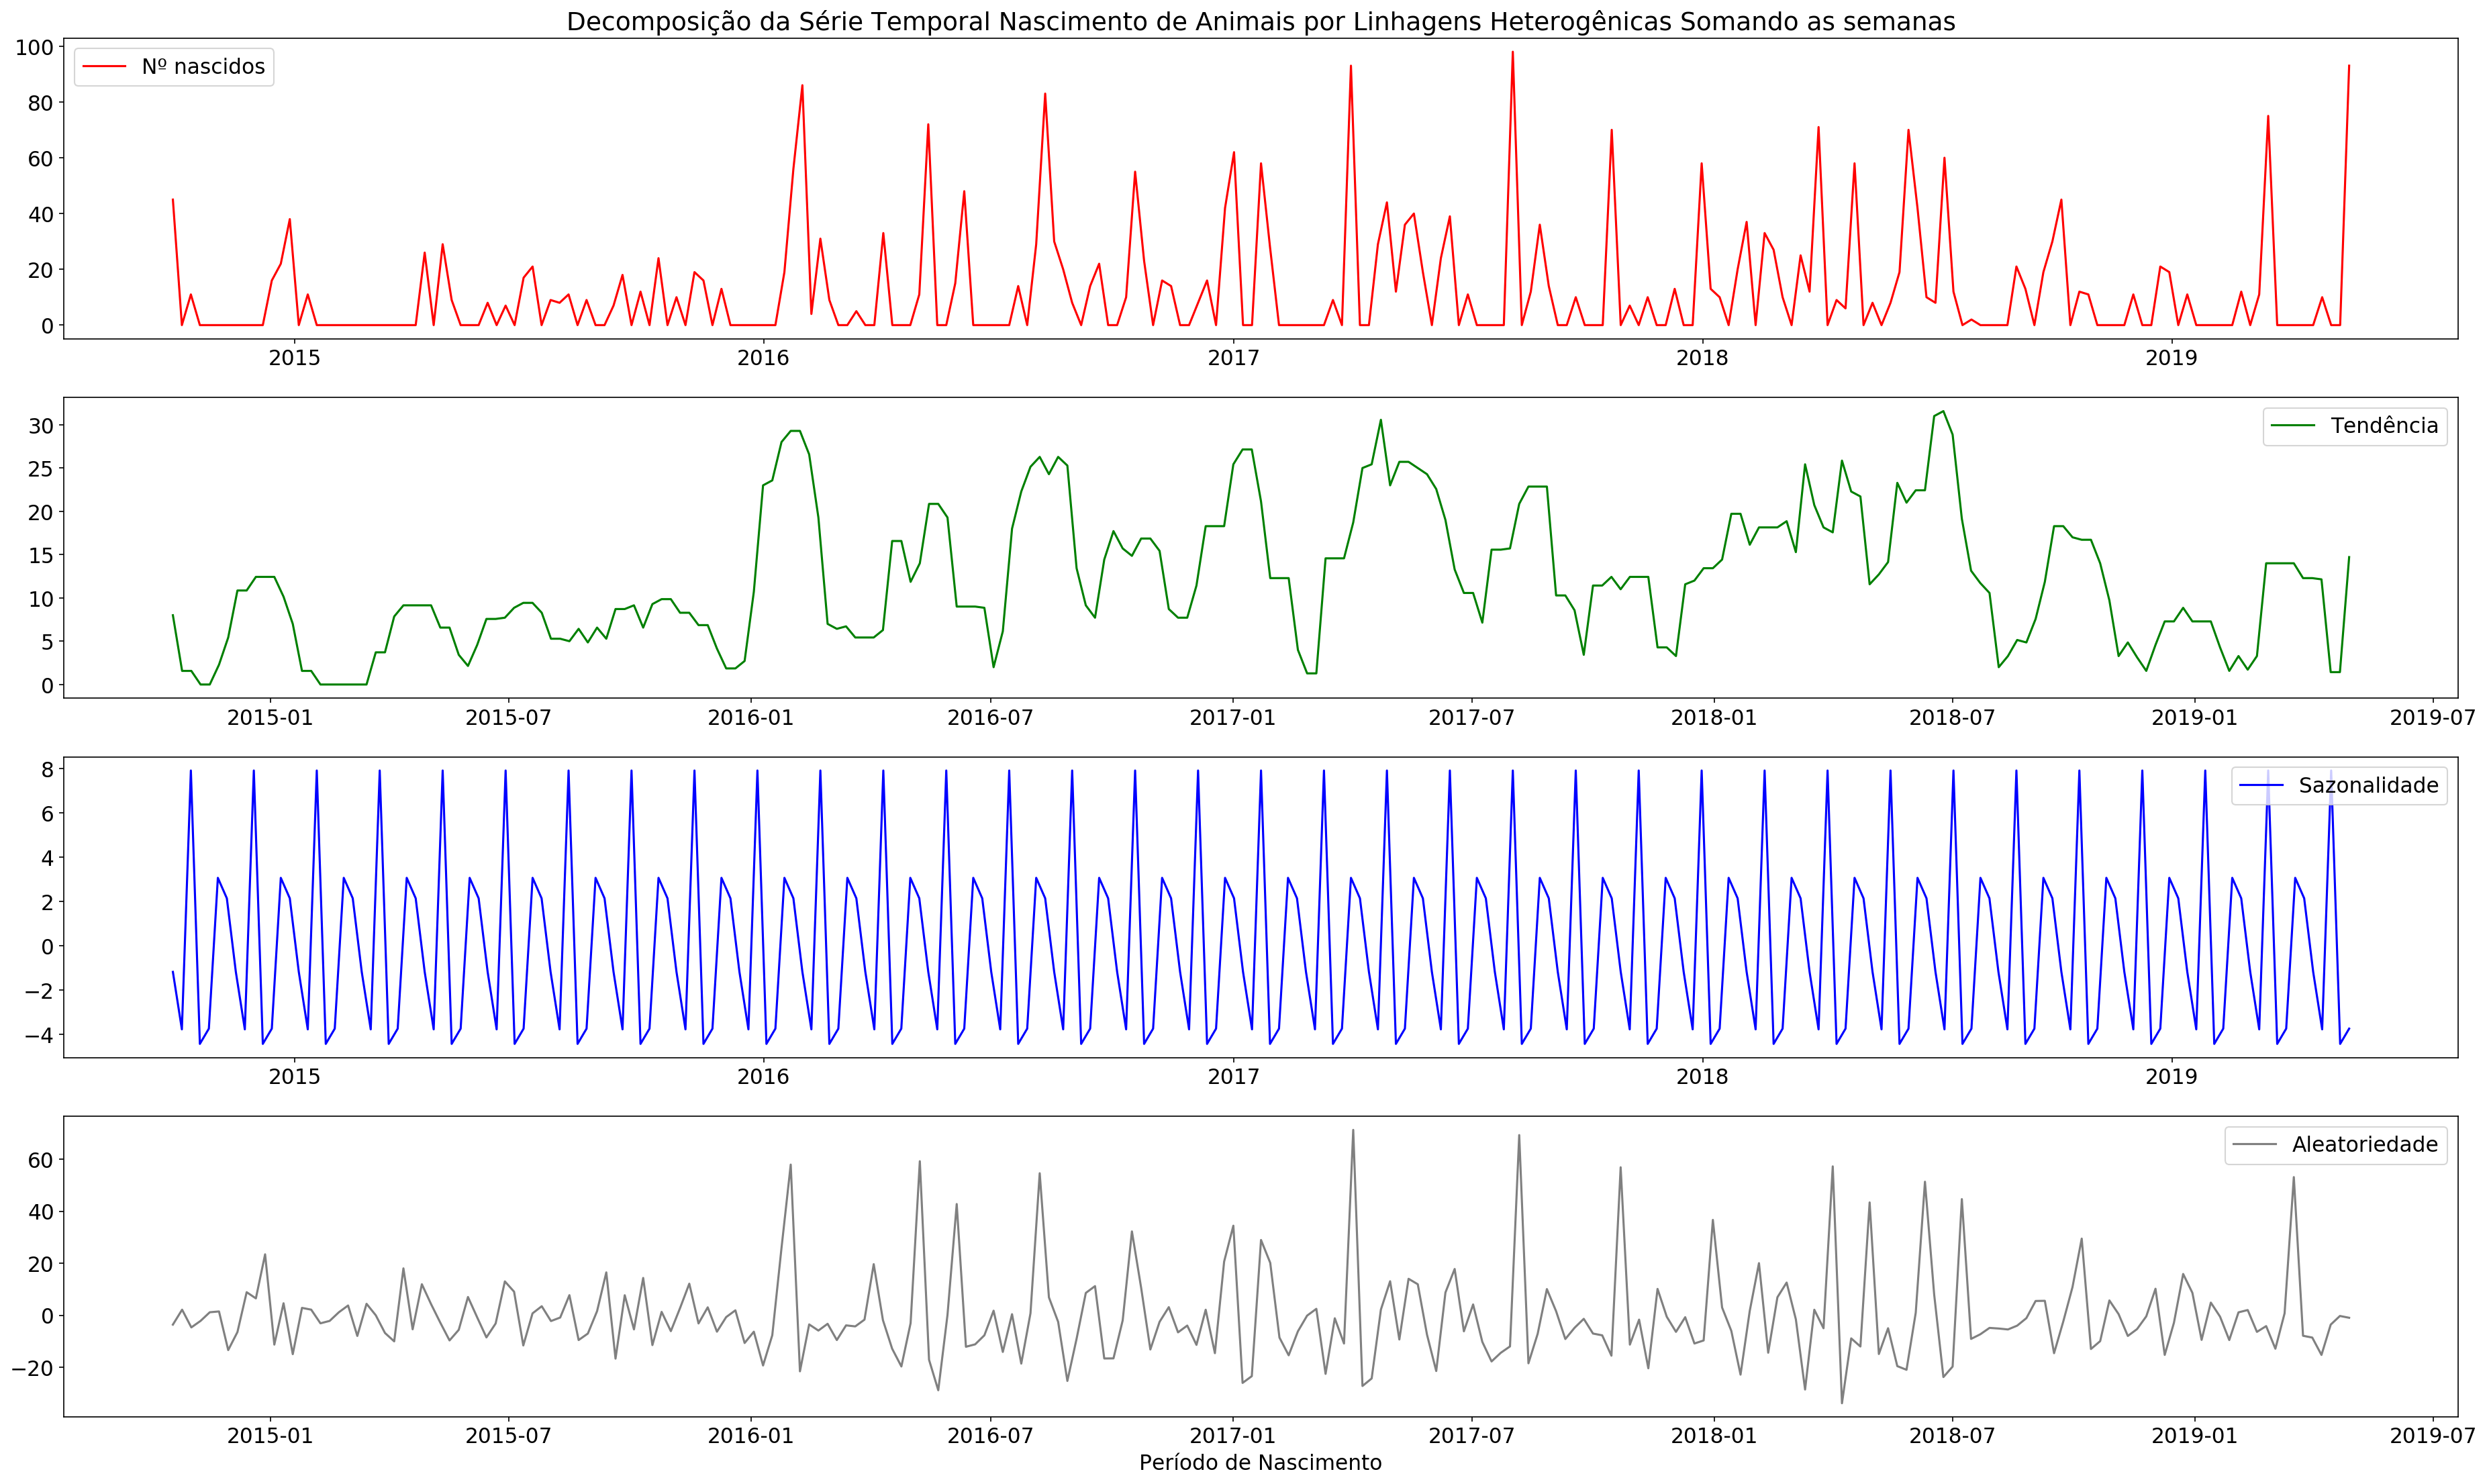 Decomposição da Série Temporal Nascimento de Animais por Linhagens Heterogênicas Somando as semanas
Nº nascidos
100
80
60
40
20
0
2015 2016 2017 2018 2019
Tendência
30
25
20
15
10
5
0
2015-01 2015-07 2016-01 2016-07 2017-01 2017-07 2018-01 2018-07 2019-01 2019-07
Sazonalidade
8
6
4
2
0
−2
−4
2015 2016 2017 2018 2019
Aleatoriedade
60
40
20
0
−20
2015-01 2015-07 2016-01 2016-07 2017-01 2017-07 2018-01 2018-07 2019-01 2019-07
Período de Nascimento